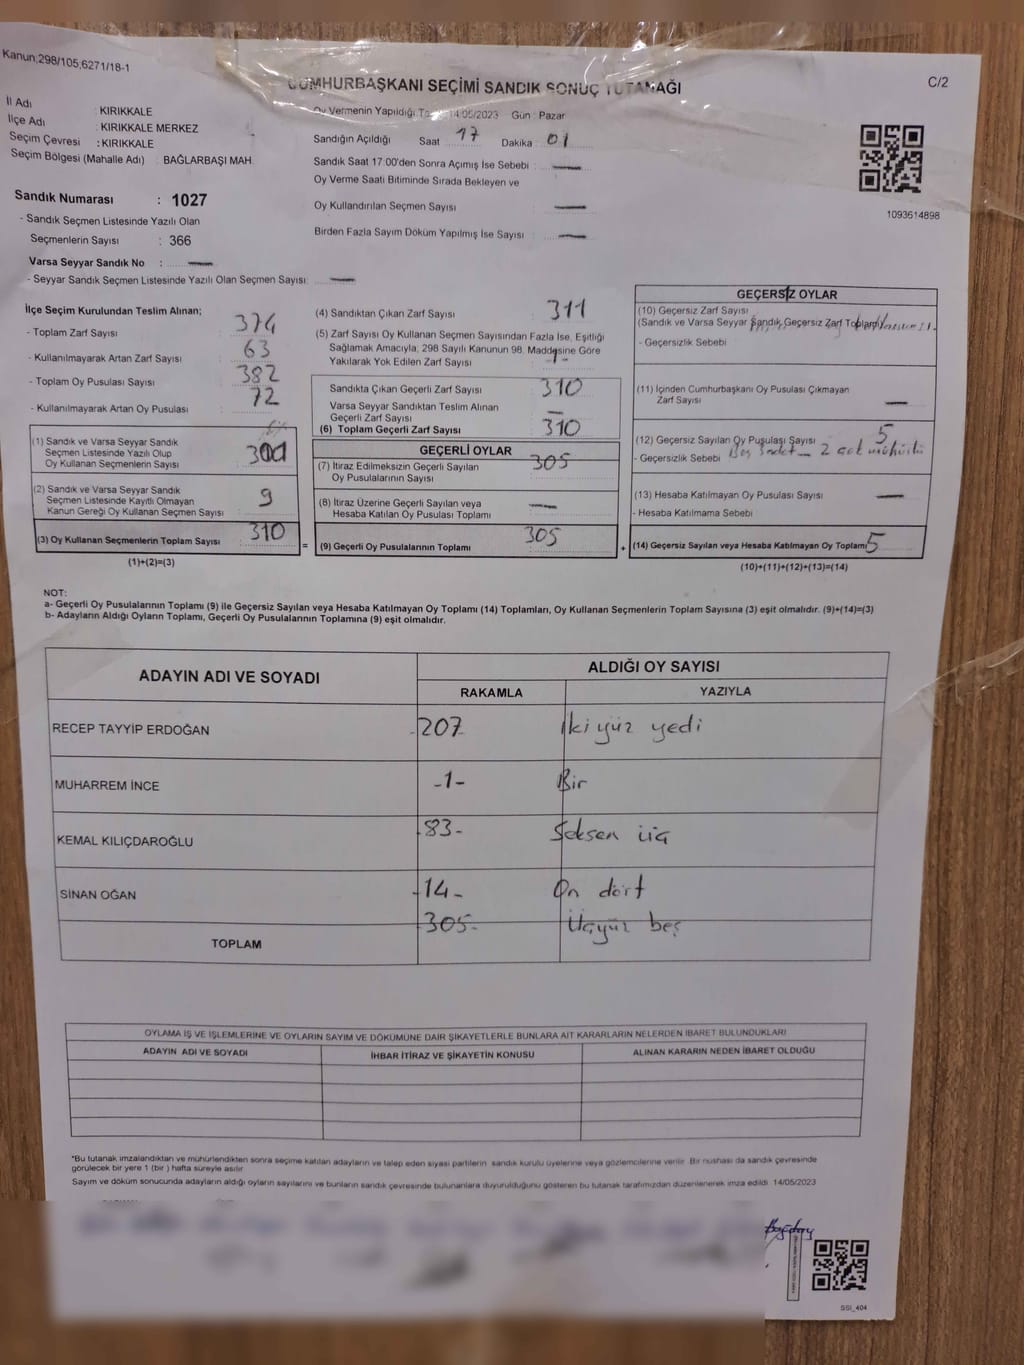 Kanun;298/105,6271/18-1
CUMHURBAŞKANI SEÇİMİ SANDIK SONUÇ TUTANAĞI
C/2
İl Adı : KIRIKKALE
İlçe Adı : KIRIKKALE MERKEZ
Seçim Çevresi : KIRIKKALE
Seçim Bölgesi (Mahalle Adı) : BAĞLARBAŞI MAH.
Oy Vermenin Yapıldığı 14/05/2023 Gün : Pazar
Sandığın Açıldığı Saat 17 Dakika : 01
Sandık Saat 17:00'den Sonra Açımış İse Sebebi : —
Oy Verme Saati Bitiminde Sırada Bekleyen ve
Oy Kullandırılan Seçmen Sayısı : —
Birden Fazla Sayım Döküm Yapılmış İse Sayısı : —
1093614898
Sandık Numarası : 1027
- Sandık Seçmen Listesinde Yazılı Olan
Seçmenlerin Sayısı : 366
Varsa Seyyar Sandık No : —
- Seyyar Sandık Seçmen Listesinde Yazılı Olan Seçmen Sayısı: —
İlçe Seçim Kurulundan Teslim Alınan;
- Toplam Zarf Sayısı 374
- Kullanılmayarak Artan Zarf Sayısı 63
- Toplam Oy Pusulası Sayısı 382
- Kullanılmayarak Artan Oy Pusulası 72
(1) Sandık ve Varsa Seyyar Sandık
Seçmen Listesinde Yazılı Olup
Oy Kullanan Seçmenlerin Sayısı
(2) Sandık ve Varsa Seyyar Sandık
Seçmen Listesinde Kayıtlı Olmayan
Kanun Gereği Oy Kullanan Seçmen Sayısı 9
(3) Oy Kullanan Seçmenlerin Toplam Sayısı 310
(1)+(2)=(3)
(4) Sandıktan Çıkan Zarf Sayısı 311
(5) Zarf Sayısı Oy Kullanan Seçmen Sayısından Fazla İse, Eşitliği
Sağlamak Amacıyla; 298 Sayılı Kanunun 98. Maddesine Göre
Yakılarak Yok Edilen Zarf Sayısı -1-
Sandıkta Çıkan Geçerli Zarf Sayısı 310
Varsa Seyyar Sandıktan Teslim Alınan
Geçerli Zarf Sayısı —
(6) Toplam Geçerli Zarf Sayısı 310
GEÇERLİ OYLAR
(7) İtiraz Edilmeksizin Geçerli Sayılan
Oy Pusulalarının Sayısı 305
(8) İtiraz Üzerine Geçerli Sayılan veya
Hesaba Katılan Oy Pusulası Toplamı —
= (9) Geçerli Oy Pusulalarının Toplamı 305
GEÇERSİZ OYLAR
(10) Geçersiz Zarf Sayısı
(Sandık ve Varsa Seyyar Sandık Geçersiz Zarf Toplamı)
- Geçersizlik Sebebi
(11) İçinden Cumhurbaşkanı Oy Pusulası Çıkmayan
Zarf Sayısı —
(12) Geçersiz Sayılan Oy Pusulası Sayısı 5
- Geçersizlik Sebebi
(13) Hesaba Katılmayan Oy Pusulası Sayısı —
- Hesaba Katılmama Sebebi
+ (14) Geçersiz Sayılan veya Hesaba Katılmayan Oy Toplamı 5
(10)+(11)+(12)+(13)=(14)
NOT:
a- Geçerli Oy Pusulalarının Toplamı (9) ile Geçersiz Sayılan veya Hesaba Katılmayan Oy Toplamı (14) Toplamları, Oy Kullanan Seçmenlerin Toplam Sayısına (3) eşit olmalıdır. (9)+(14)=(3)
b- Adayların Aldığı Oyların Toplamı, Geçerli Oy Pusulalarının Toplamına (9) eşit olmalıdır.
ADAYIN ADI VE SOYADI ALDIĞI OY SAYISI
RAKAMLA YAZIYLA
RECEP TAYYİP ERDOĞAN -207 İki yüz yedi
MUHARREM İNCE -1- Bir
KEMAL KILIÇDAROĞLU -83- Seksen üç
SİNAN OĞAN -14- On dört
TOPLAM -305- Üçyüz beş
OYLAMA İŞ VE İŞLEMLERİNE VE OYLARIN SAYIM VE DÖKÜMÜNE DAİR ŞİKAYETLERLE BUNLARA AİT KARARLARIN NELERDEN İBARET BULUNDUKLARI
ADAYIN ADI VE SOYADI İHBAR İTİRAZ VE ŞİKAYETİN KONUSU ALINAN KARARIN NEDEN İBARET OLDUĞU
*Bu tutanak imzalandıktan ve mühürlendikten sonra seçime katılan adayların ve talep eden siyasi partilerin sandık kurulu üyelerine veya gözlemcilerine verilir. Bir nüshası da sandık çevresinde
görülecek bir yere 1 (bir) hafta süreyle asılır.
Sayım ve döküm sonucunda adayların aldığı oyların sayılarını ve bunların sandık çevresinde bulunanlara duyurulduğunu gösteren bu tutanak tarafımızdan düzenlenerek imza edildi. 14/05/2023
SSI_404